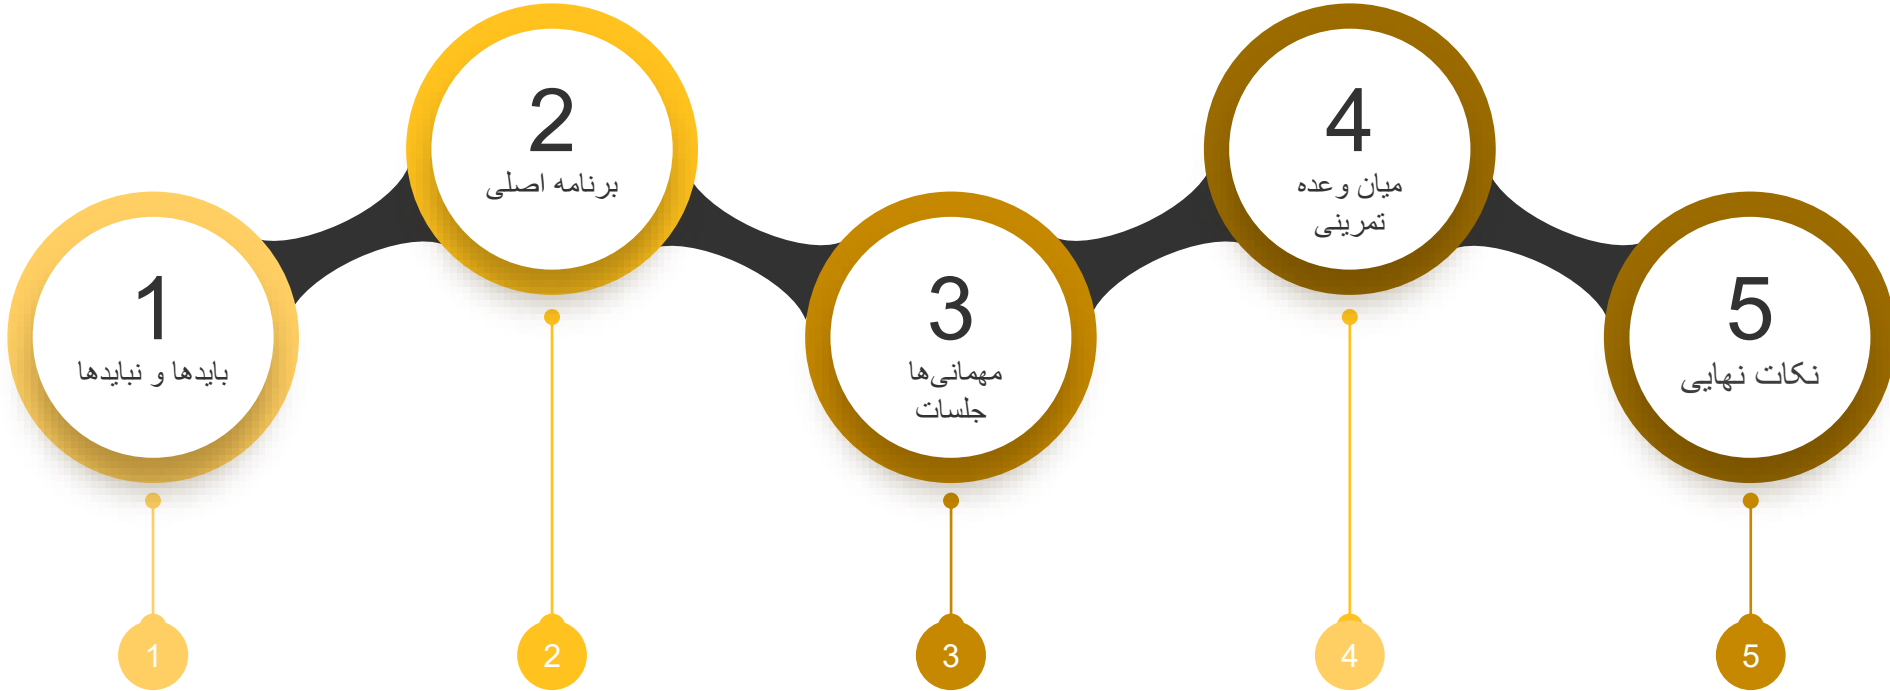 1
بایدها و نبایدها
2
برنامه اصلی
3
مهمانی‌ها
جلسات
4
میان وعده
تمرینی
5
نکات نهایی
1
2
3
4
5